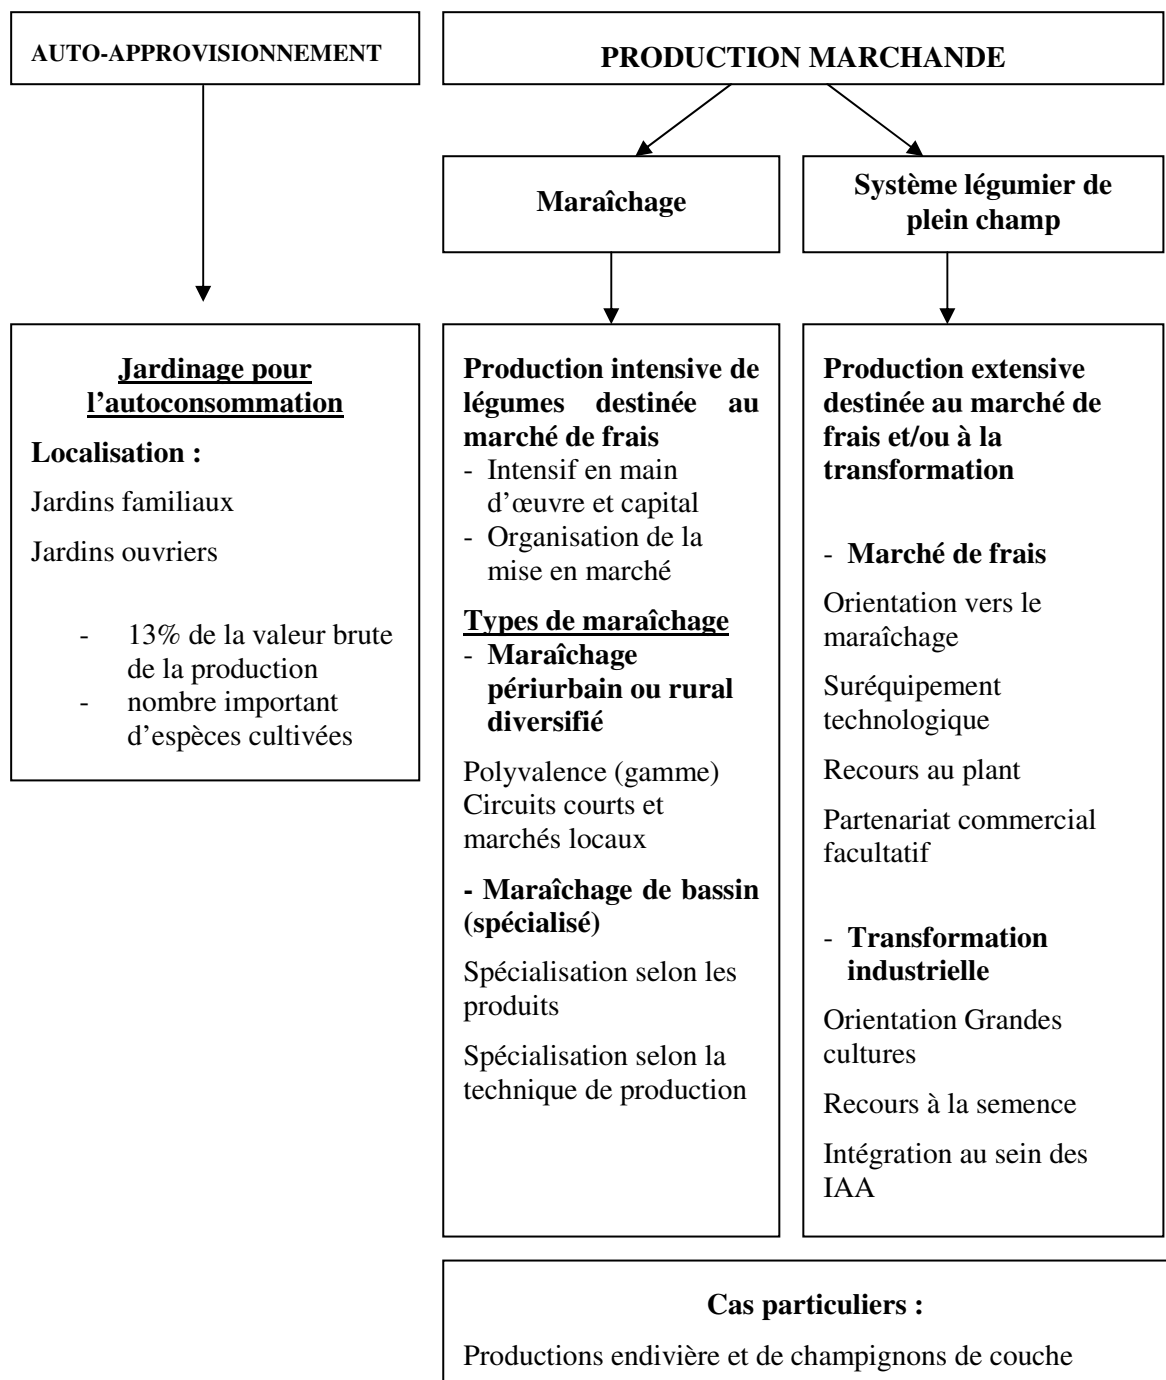 AUTO-APPROVISIONNEMENT
PRODUCTION MARCHANDE
Maraîchage
Système légumier de
plein champ
Jardinage pour
l'autoconsommation
Localisation :
Jardins familiaux
Jardins ouvriers
- 13% de la valeur brute
de la production
- nombre important
d'espèces cultivées
Production intensive de
légumes destinée au
marché de frais
- Intensif en main
d'œuvre et capital
- Organisation de la
mise en marché
Types de maraîchage
- Maraîchage
périurbain ou rural
diversifié
Polyvalence (gamme)
Circuits courts et
marchés locaux
- Maraîchage de bassin
(spécialisé)
Spécialisation selon les
produits
Spécialisation selon la
technique de production
Production extensive
destinée au marché de
frais et/ou à la
transformation
- Marché de frais
Orientation vers le
maraîchage
Suréquipement
technologique
Recours au plant
Partenariat commercial
facultatif
- Transformation
industrielle
Orientation Grandes
cultures
Recours à la semence
Intégration au sein des
IAA
Cas particuliers :
Productions endivière et de champignons de couche